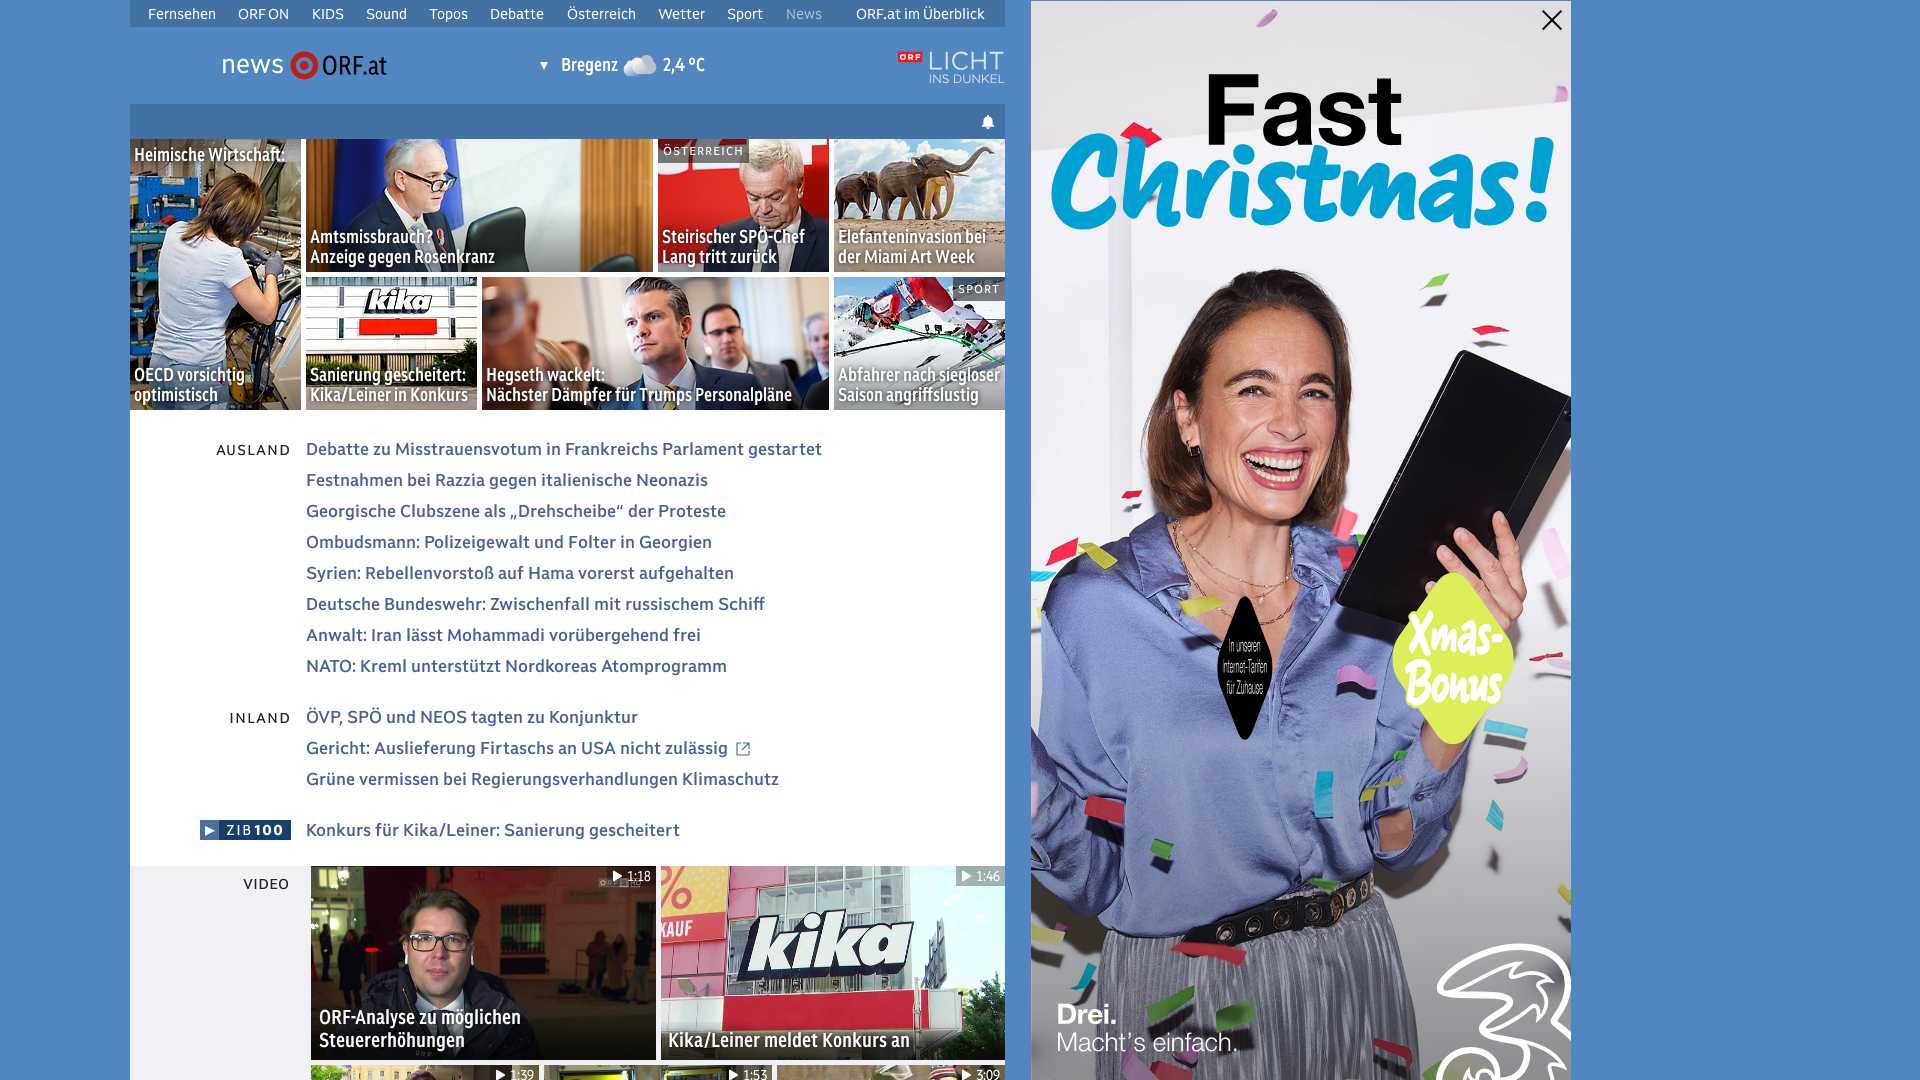 Fernsehen ORF ON KIDS Sound Topos Debatte Österreich Wetter Sport News ORF.at im Überblick
news ORF.at
Bregenz 2,4 °C
ORF LICHT
INS DUNKEL
Heimische Wirtschaft:
OECD vorsichtig
optimistisch
Amtsmissbrauch?
Anzeige gegen Rosenkranz
ÖSTERREICH
Steirischer SPÖ-Chef
Lang tritt zurück
Elefanteninvasion bei
der Miami Art Week
kika
Sanierung gescheitert:
Kika/Leiner in Konkurs
Hegseth wackelt:
Nächster Dämpfer für Trumps Personalpläne
SPORT
Abfahrer nach siegloser
Saison angriffslustig
AUSLAND
Debatte zu Misstrauensvotum in Frankreichs Parlament gestartet
Festnahmen bei Razzia gegen italienische Neonazis
Georgische Clubszene als „Drehscheibe“ der Proteste
Ombudsmann: Polizeigewalt und Folter in Georgien
Syrien: Rebellenvorstoß auf Hama vorerst aufgehalten
Deutsche Bundeswehr: Zwischenfall mit russischem Schiff
Anwalt: Iran lässt Mohammadi vorübergehend frei
NATO: Kreml unterstützt Nordkoreas Atomprogramm
INLAND
ÖVP, SPÖ und NEOS tagten zu Konjunktur
Gericht: Auslieferung Firtaschs an USA nicht zulässig
Grüne vermissen bei Regierungsverhandlungen Klimaschutz
ZIB100
Konkurs für Kika/Leiner: Sanierung gescheitert
VIDEO
1:18
ORF-Analyse zu möglichen
Steuererhöhungen
1:46
%
KAUF
kika
Kika/Leiner meldet Konkurs an
1:39
1:53
3:09
Fast
Christmas!
In unseren
Internet-Tarifen
für Zuhause
Xmas-
Bonus
Drei.
Macht's einfach.